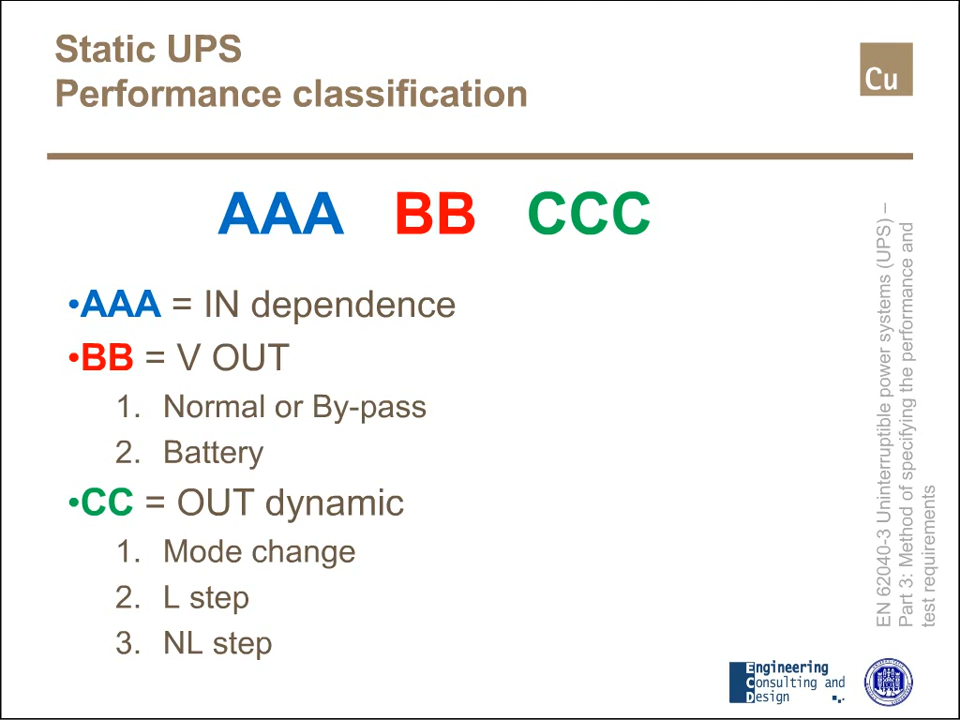 Static UPS
Performance classification
Cu
AAA BB CCC
•AAA = IN dependence
•BB = V OUT
1. Normal or By-pass
2. Battery
•CC = OUT dynamic
1. Mode change
2. L step
3. NL step
EN 62040-3 Uninterruptible power systems (UPS) –
Part 3: Method of specifying the performance and
test requirements
Engineering
Consulting and
Design